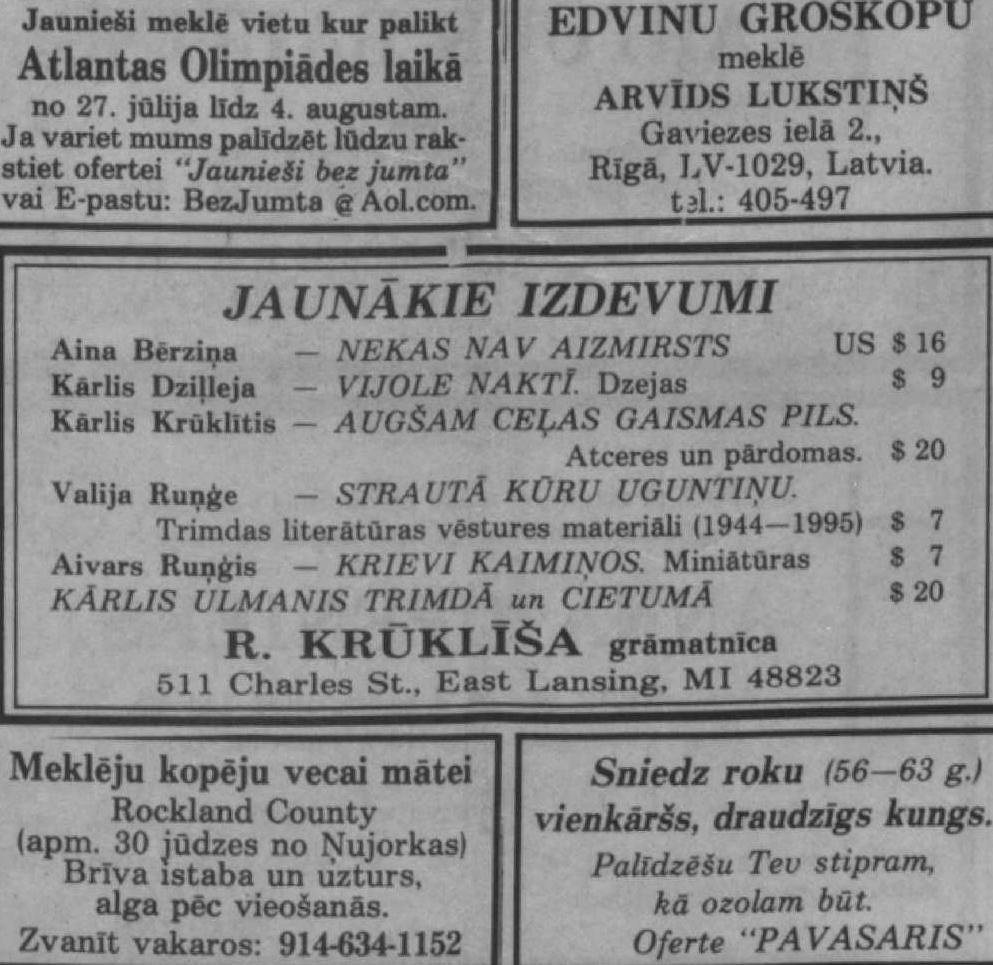 Jaunieši meklē vietu kur palikt
Atlantas Olimpiādes laikā
no 27. jūlija līdz 4. augustam.
Ja variet mums palīdzēt lūdzu rak-
stiet ofertei "Jaunieši bez jumta"
vai E-pastu: BezJumta @ Aol.com.
EDVINU GROSKOPU
meklē
ARVĪDS LUKSTIŅŠ
Gaviezes ielā 2.,
Rīgā, LV-1029, Latvia.
tel.: 405-497
JAUNĀKIE IZDEVUMI
Aina Bērziņa — NEKAS NAV AIZMIRSTS US $ 16
Kārlis Dziļleja — VIJOLE NAKTĪ. Dzejas $ 9
Kārlis Krūklītis — AUGŠAM CEĻAS GAISMAS PILS.
Atceres un pārdomas. $ 20
Valija Ruņģe — STRAUTĀ KŪRU UGUNTIŅU.
Trimdas literātūras vēstures materiāli (1944—1995) $ 7
Aivars Ruņģis — KRIEVI KAIMIŅOS. Miniātūras $ 7
KĀRLIS ULMANIS TRIMDĀ un CIETUMĀ $ 20
R. KRŪKLĪŠA grāmatnīca
511 Charles St., East Lansing, MI 48823
Meklēju kopēju vecai mātei
Rockland County
(apm. 30 jūdzes no Ņujorkas)
Brīva istaba un uzturs,
alga pēc vieošanās.
Zvanīt vakaros: 914-634-1152
Sniedz roku (56—63 g.)
vienkāršs, draudzīgs kungs.
Palīdzēšu Tev stipram,
kā ozolam būt.
Oferte "PAVASARIS"